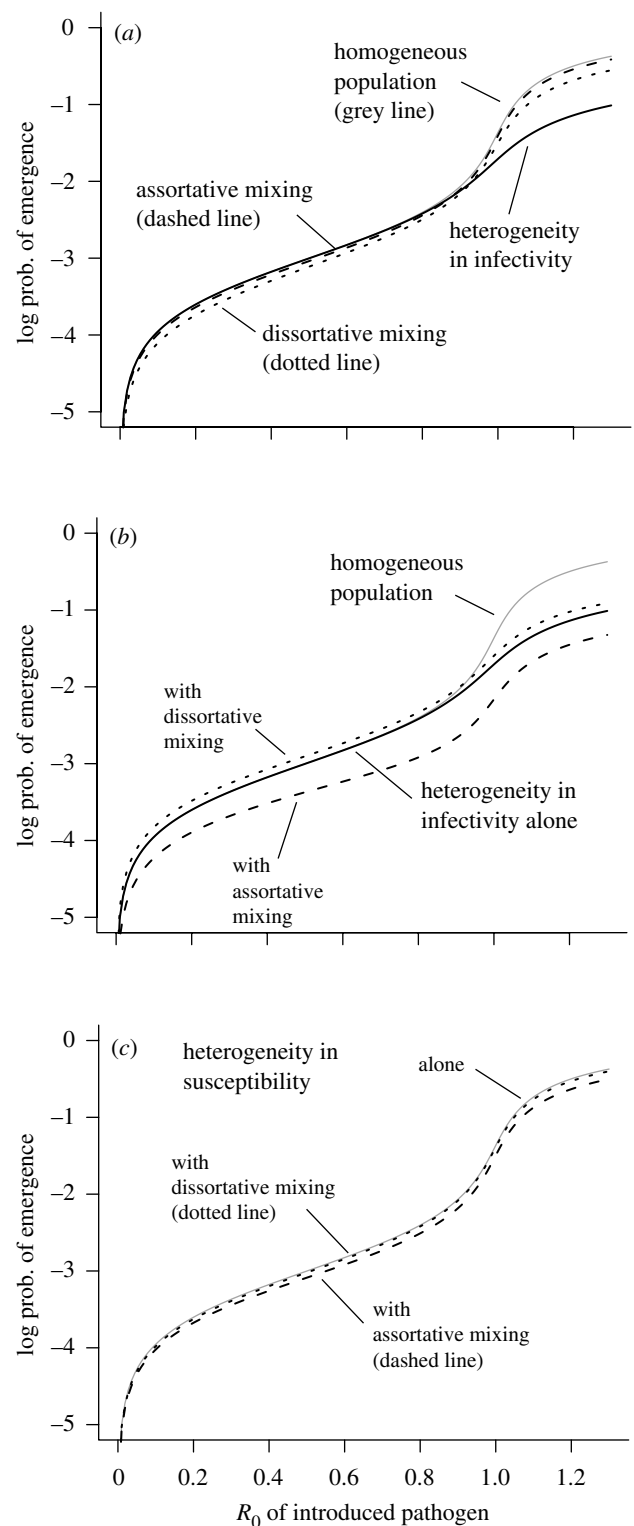 0
(a)
homogeneous
population
(grey line)
–1
assortative mixing
(dashed line)
–2
heterogeneity
in infectivity
–3
dissortative mixing
(dotted line)
–4
–5
log prob. of emergence
0
(b)
homogeneous
population
–1
with
dissortative
mixing
–2
–3
heterogeneity in
infectivity alone
–4
with
assortative
mixing
–5
log prob. of emergence
0
(c)
heterogeneity in
susceptibility
alone
–1
with
dissortative mixing
(dotted line)
–2
–3
with
assortative mixing
(dashed line)
–4
–5
log prob. of emergence
0 0.2 0.4 0.6 0.8 1.0 1.2
R0 of introduced pathogen